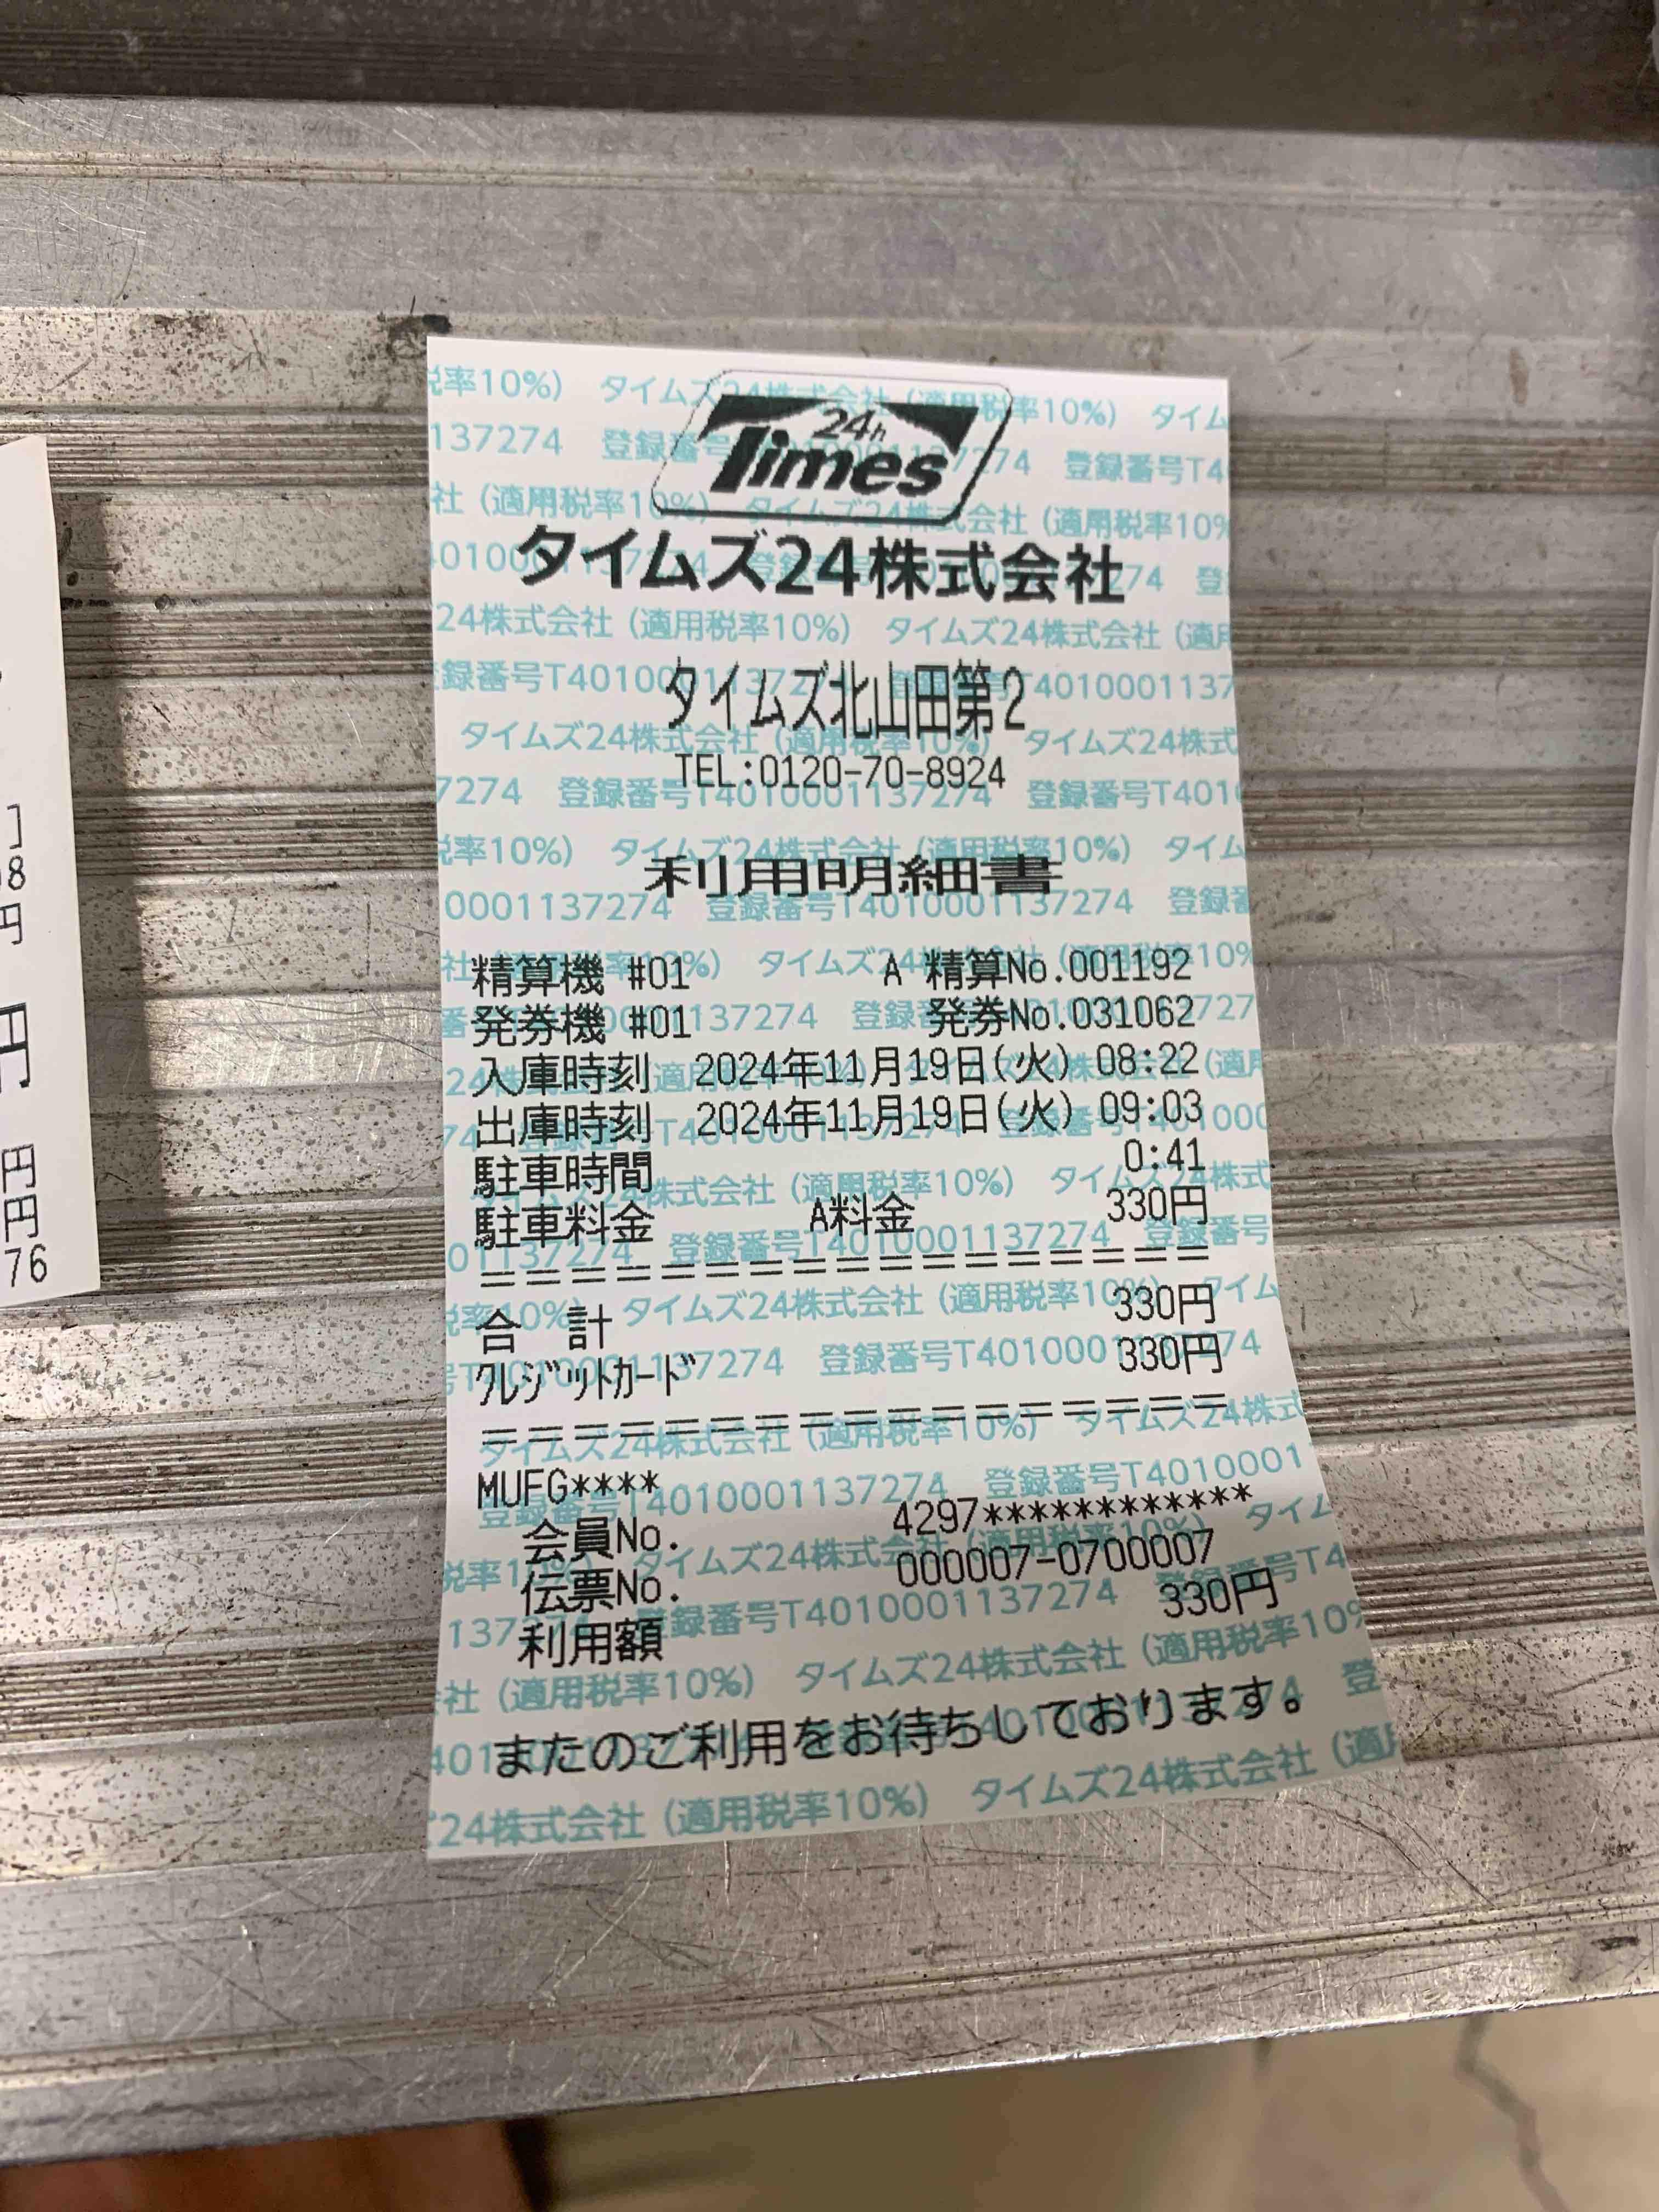 24h
Times
タイムズ24株式会社
タイムズ北山田第2
TEL:0120-70-8924
利用明細書
精算機 #01 A 精算No.001192
発券機 #01 発券No.031062
入庫時刻 2024年11月19日(火) 08:22
出庫時刻 2024年11月19日(火) 09:03
駐車時間 0:41
駐車料金 A料金 330円
==================
合 計 330円
クレジットカード 330円
==================
MUFG****
会員No. 4297************
伝票No. 000007-0700007
利用額 330円
またのご利用をお待ちしております。
タイムズ24株式会社 (適用税率10%)
登録番号T4010001137274
8
円
円
円
円
76